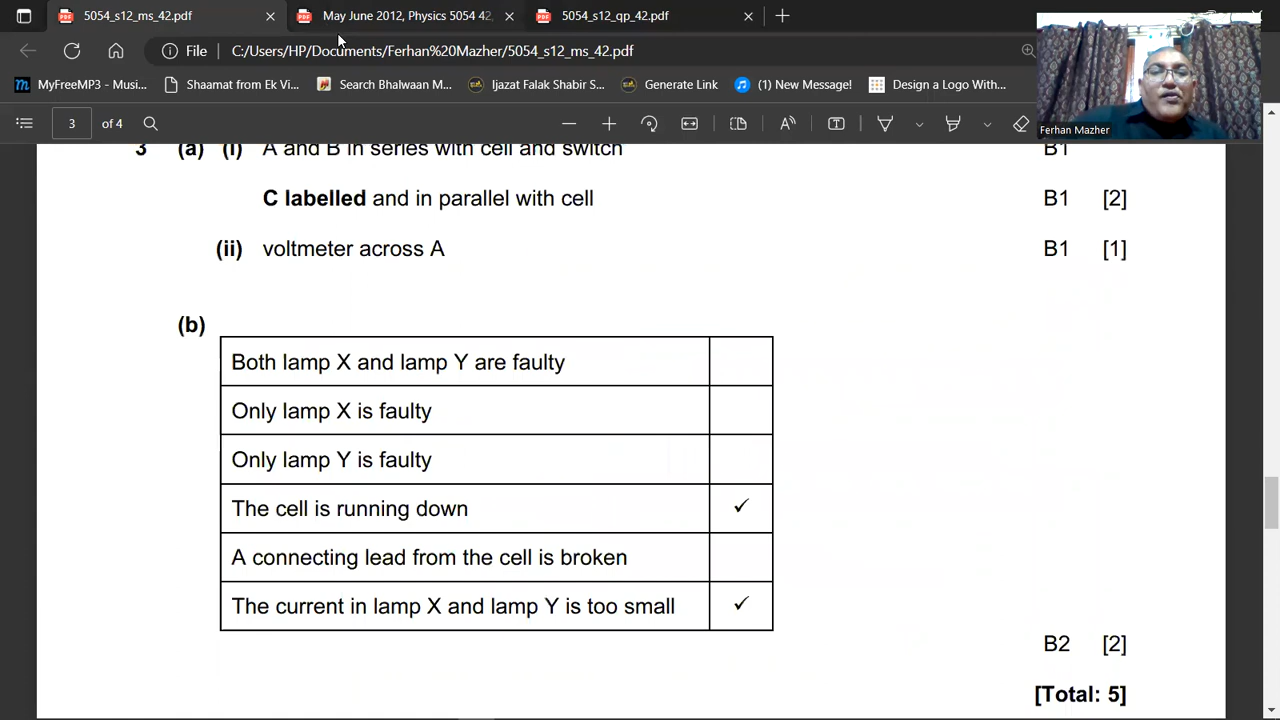 5054_s12_ms_42.pdf
May June 2012, Physics 5054 42,
5054_s12_qp_42.pdf
File
C:/Users/HP/Documents/Ferhan%20Mazher/5054_s12_ms_42.pdf
MyFreeMP3 - Musi...
Shaamat from Ek Vi...
Search Bhalwaan M...
Ijazat Falak Shabir S...
Generate Link
(1) New Message!
Design a Logo With...
3 of 4
Ferhan Mazher
3 (a) (i) A and B in series with cell and switch B1
C labelled and in parallel with cell B1 [2]
(ii) voltmeter across A B1 [1]
(b)
Both lamp X and lamp Y are faulty
Only lamp X is faulty
Only lamp Y is faulty
The cell is running down ✓
A connecting lead from the cell is broken
The current in lamp X and lamp Y is too small ✓
B2 [2]
[Total: 5]